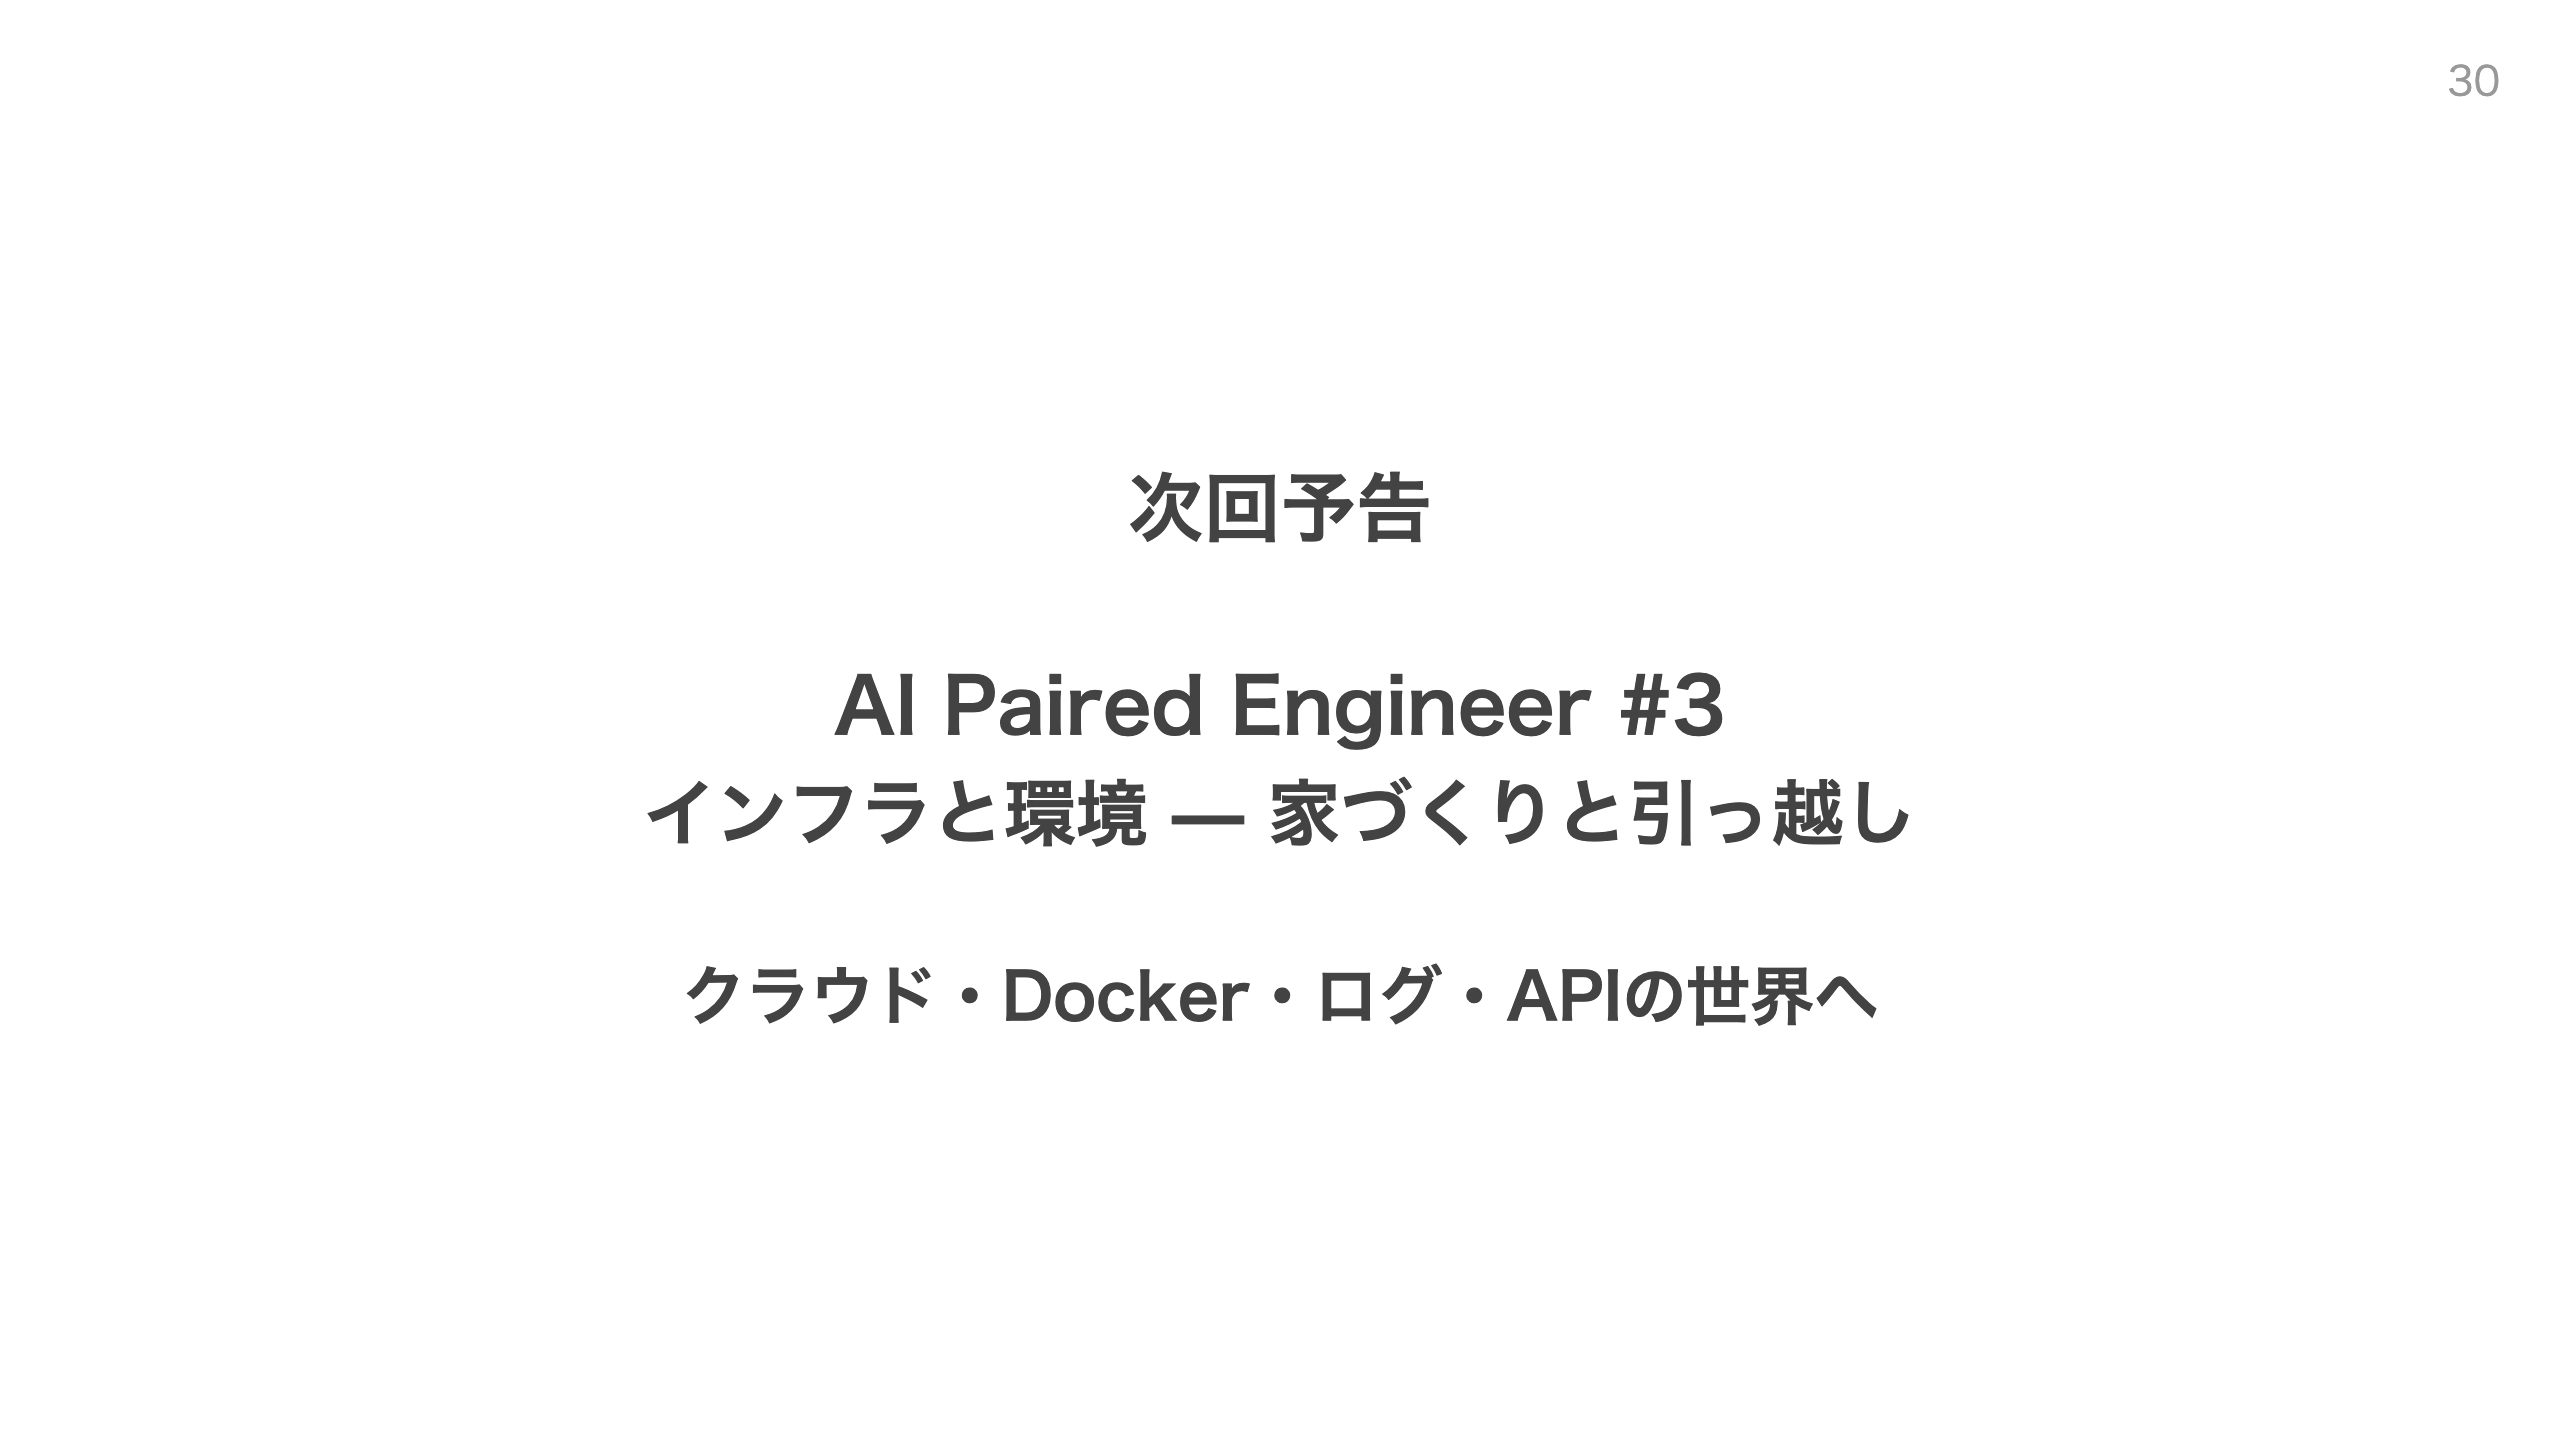 30
次回予告
AI Paired Engineer #3
インフラと環境 — 家づくりと引っ越し
クラウド・Docker・ログ・APIの世界へ